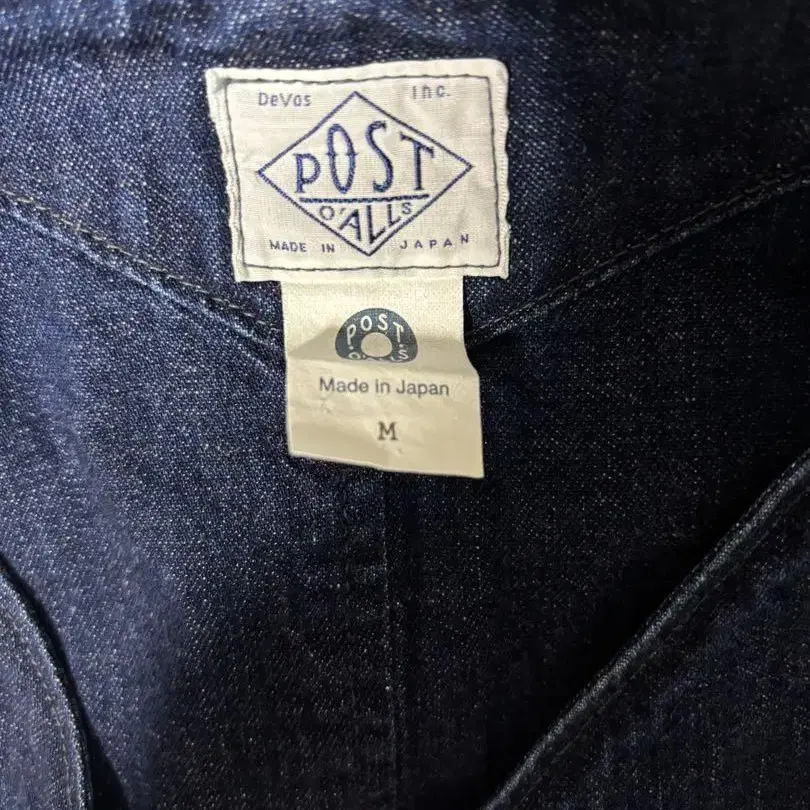 DeVas Inc.
POST
O'ALLS
MADE IN JAPAN
POST
O'ALLS
Made in Japan
M